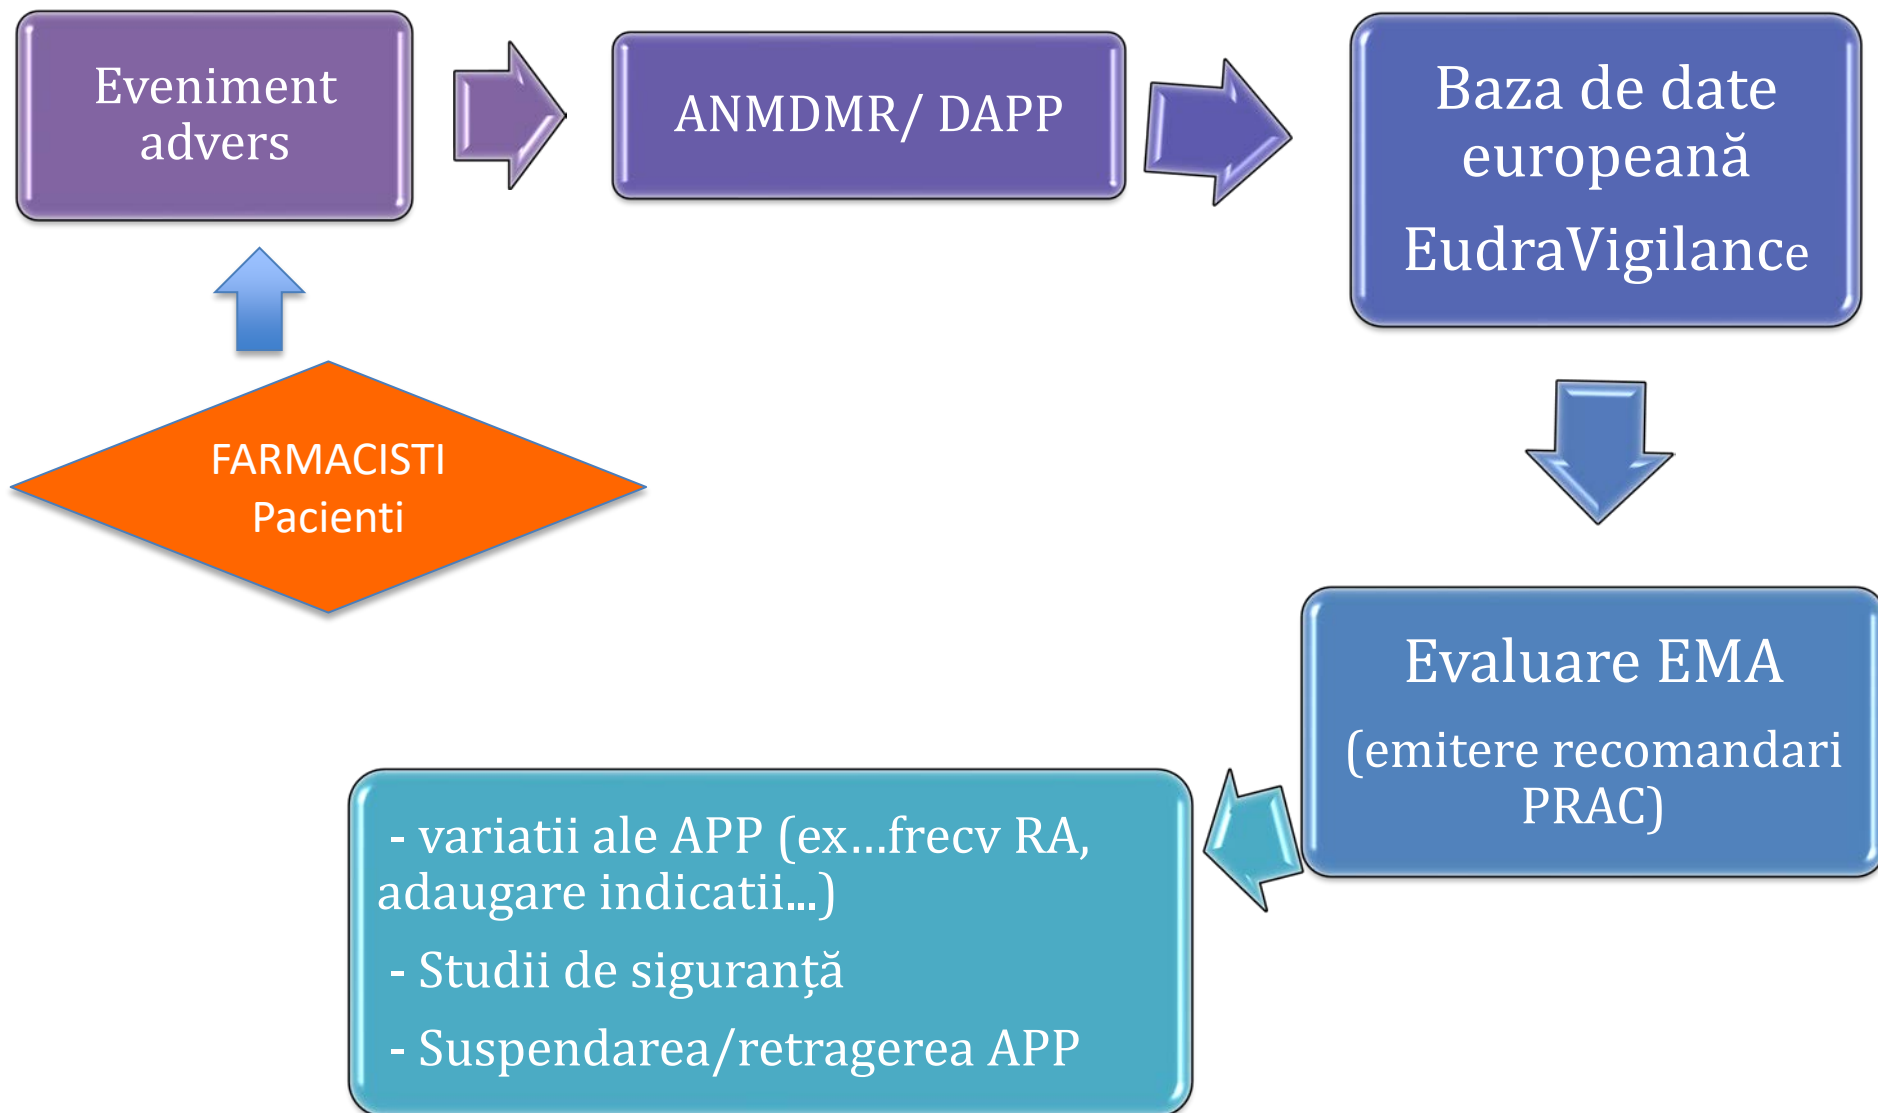 Eveniment
advers
ANMDMR/ DAPP
Baza de date
europeană
EudraVigilance
FARMACISTI
Pacienti
Evaluare EMA
(emitere recomandari
PRAC)
- variatii ale APP (ex...frecv RA,
adaugare indicatii...)
- Studii de siguranță
- Suspendarea/retragerea APP